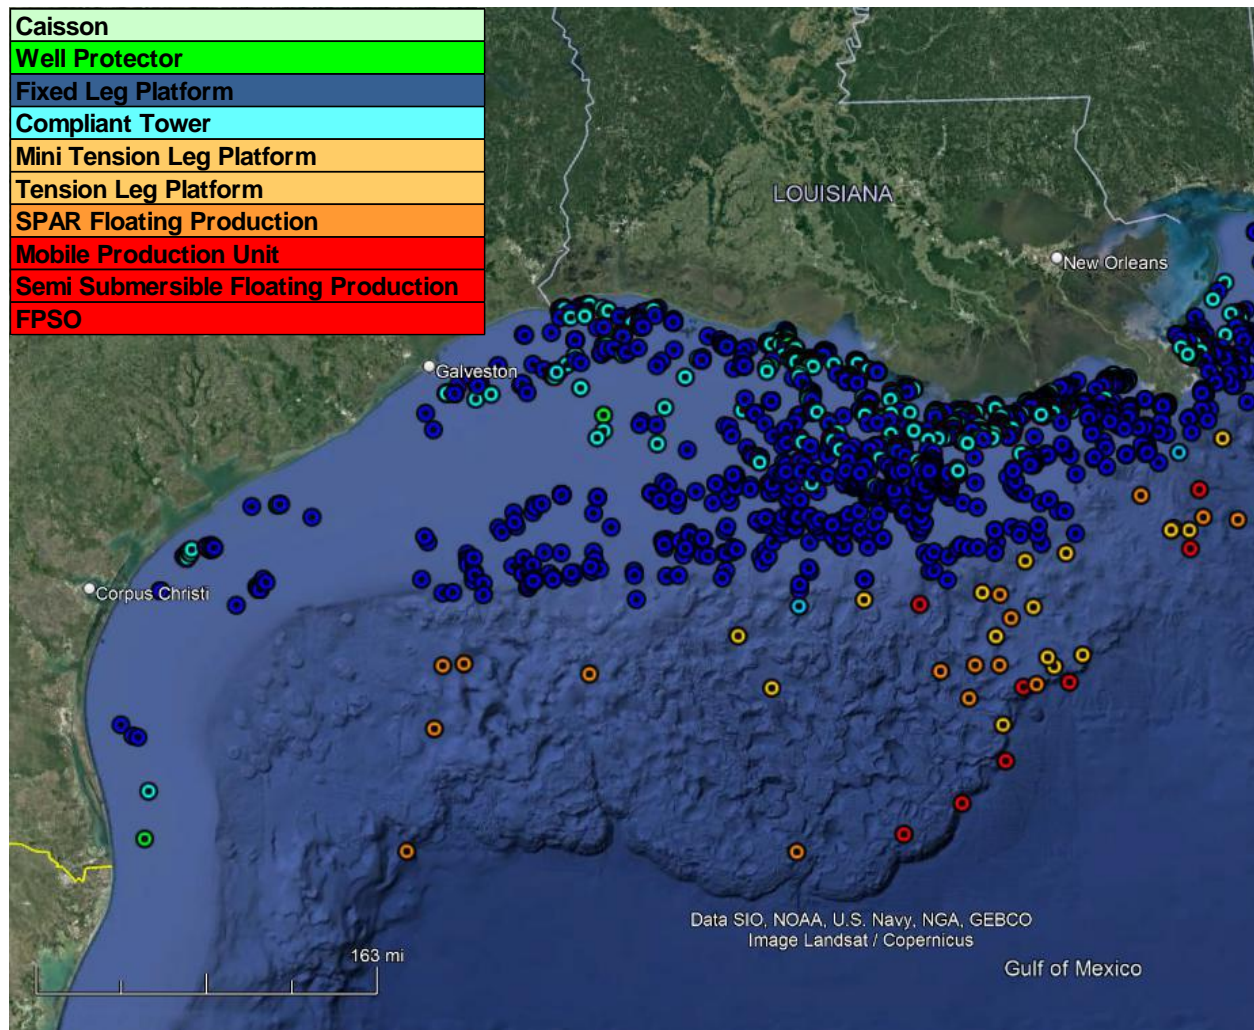 Caisson
Well Protector
Fixed Leg Platform
Compliant Tower
Mini Tension Leg Platform
Tension Leg Platform
SPAR Floating Production
Mobile Production Unit
Semi Submersible Floating Production
FPSO
LOUISIANA
New Orleans
Galveston
Corpus Christi
Data SIO, NOAA, U.S. Navy, NGA, GEBCO
Image Landsat / Copernicus
163 mi
Gulf of Mexico